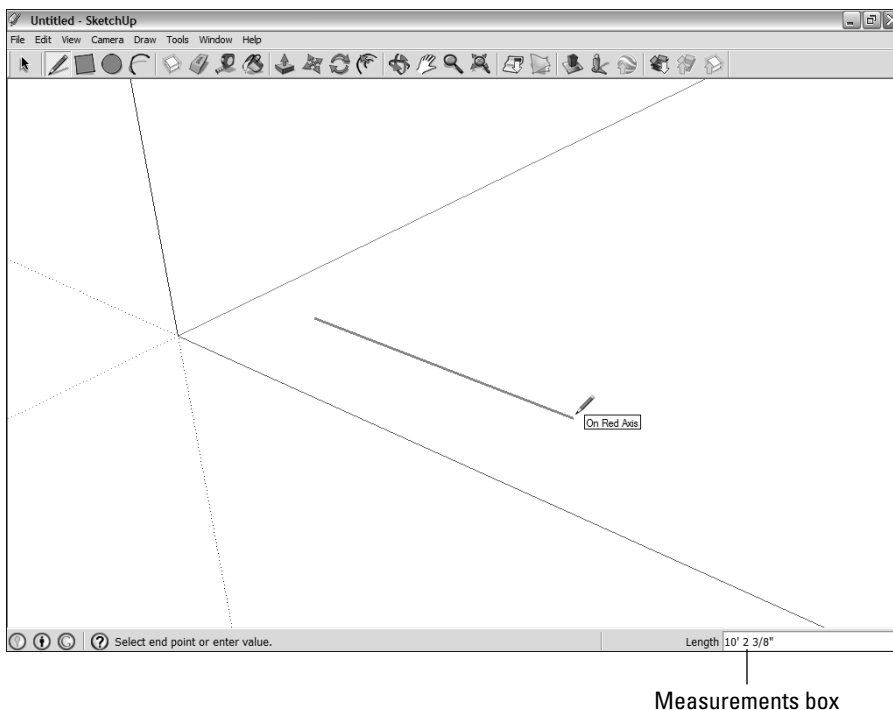 Untitled - SketchUp
File Edit View Camera Draw Tools Window Help
On Red Axis
Select end point or enter value.
Length 10' 2 3/8"
Measurements box